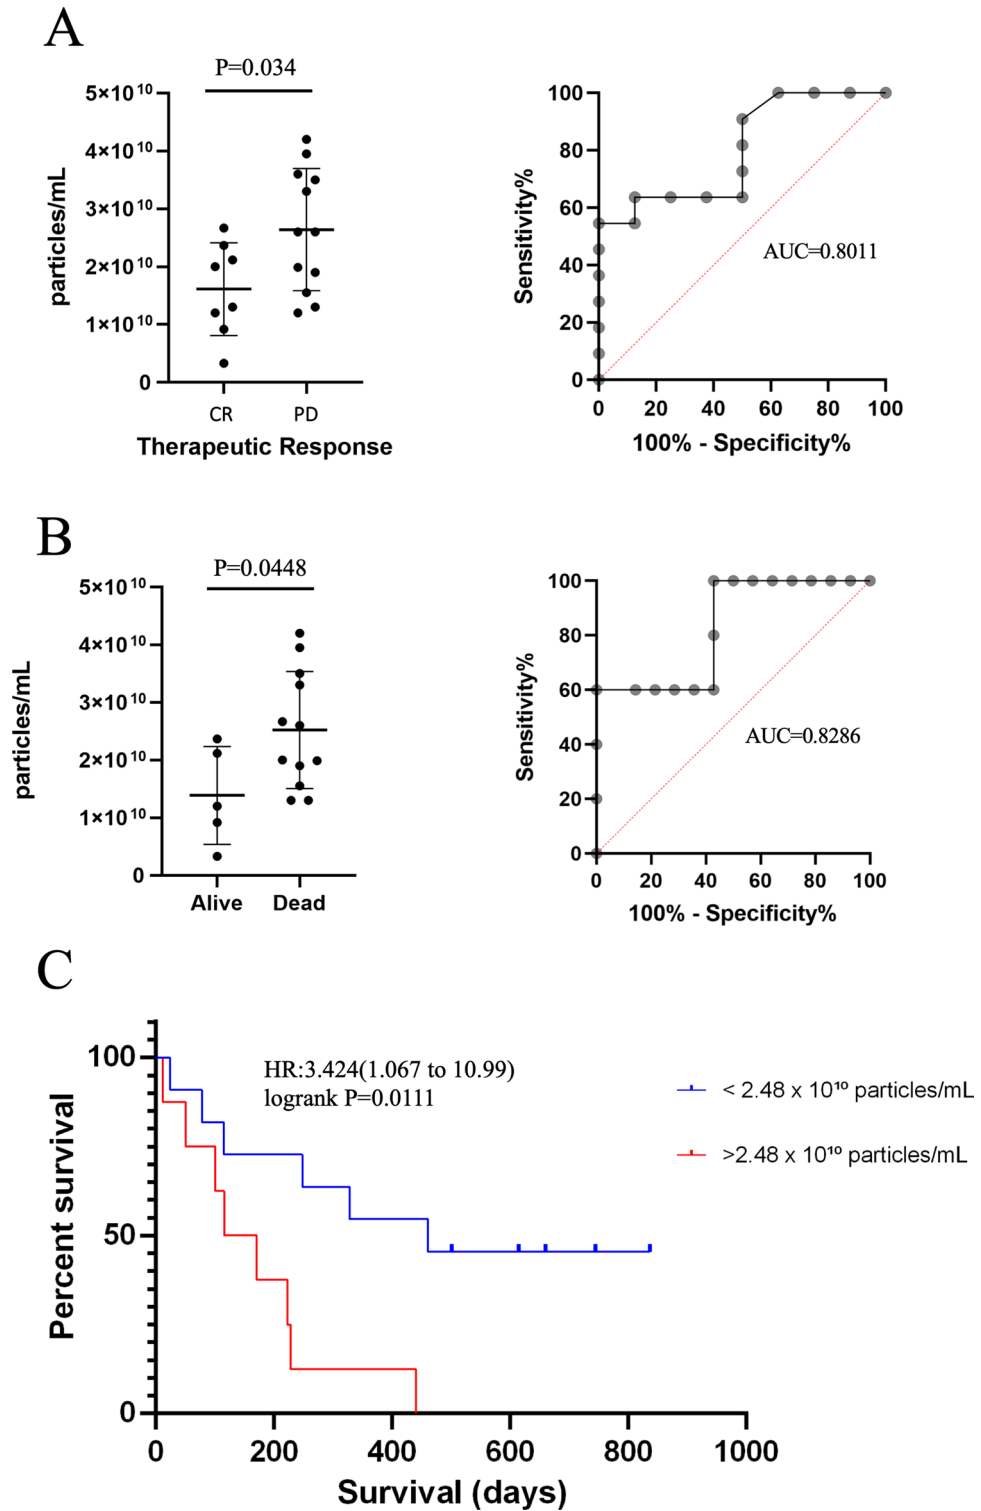 A
P=0.034
5×10¹⁰
4×10¹⁰
3×10¹⁰
2×10¹⁰
1×10¹⁰
0
particles/mL
CR PD
Therapeutic Response
100
80
60
40
20
0
Sensitivity%
AUC=0.8011
0 20 40 60 80 100
100% - Specificity%
B
P=0.0448
5×10¹⁰
4×10¹⁰
3×10¹⁰
2×10¹⁰
1×10¹⁰
0
particles/mL
Alive Dead
100
80
60
40
20
0
Sensitivity%
AUC=0.8286
0 20 40 60 80 100
100% - Specificity%
C
100
50
0
Percent survival
HR:3.424(1.067 to 10.99)
logrank P=0.0111
< 2.48 x 10¹⁰ particles/mL
>2.48 x 10¹⁰ particles/mL
0 200 400 600 800 1000
Survival (days)